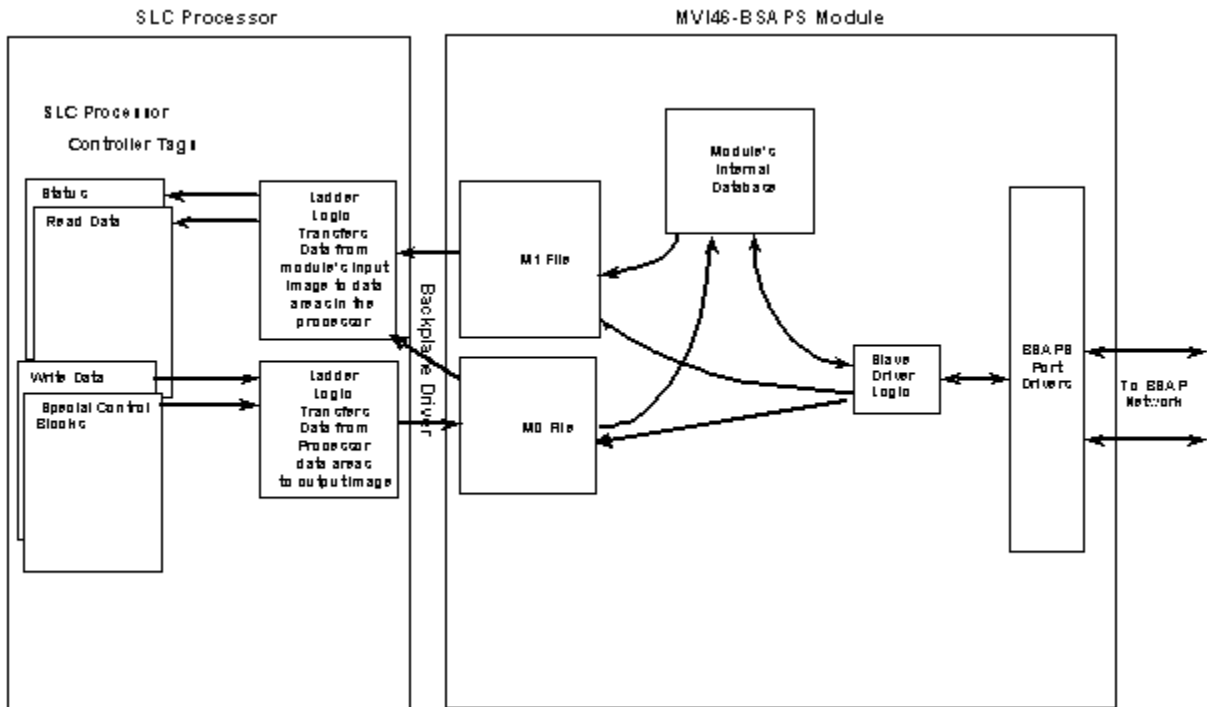 SLC Processor
MVI46-BSAPS Module
SLC Processor
Controller Tags
Status
Read Data
Write Data
Special Control
Blocks
Ladder
Logic
Transfers
Data from
module's input
image to data
area in the
processor
Ladder
Logic
Transfers
Data from
Processor
data areas
to output image
Backplane Driver
M1 File
M0 File
Module's
Internal
Database
Slave
Driver
Logic
BSAPS
Port
Drivers
To BSAP
Network